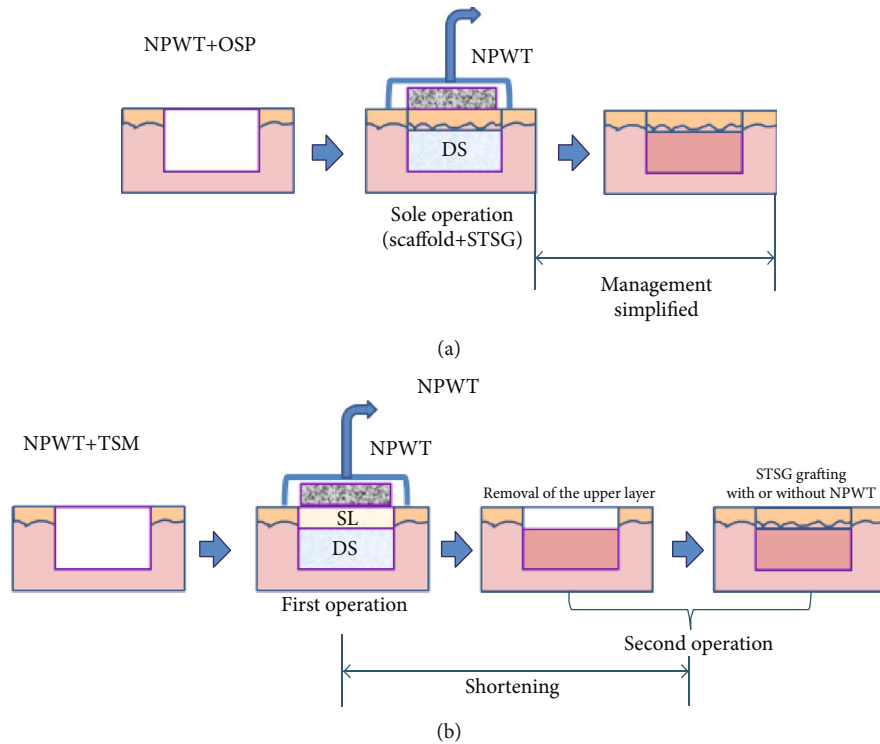 NPWT+OSP
NPWT
DS
Sole operation
(scaffold+STSG)
Management
simplified
(a)
NPWT
NPWT+TSM
NPWT
SL
DS
First operation
Removal of the upper layer
STSG grafting
with or without NPWT
Second operation
Shortening
(b)